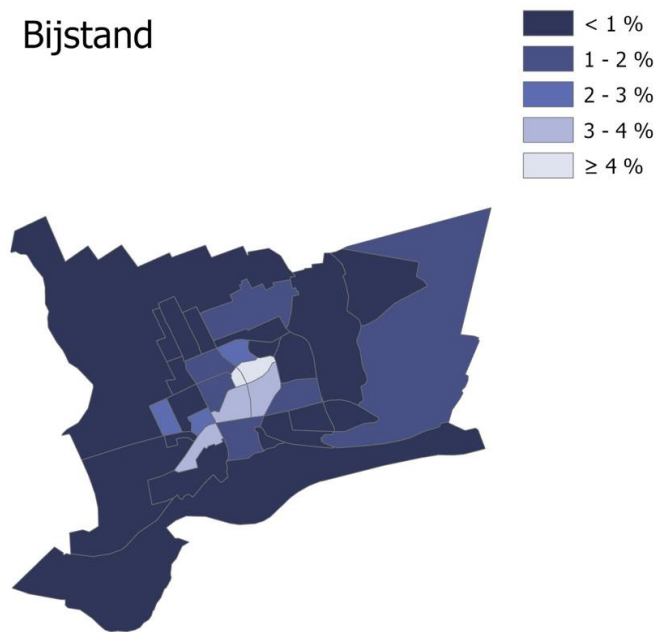 Bijstand
< 1 %
1 - 2 %
2 - 3 %
3 - 4 %
≥ 4 %